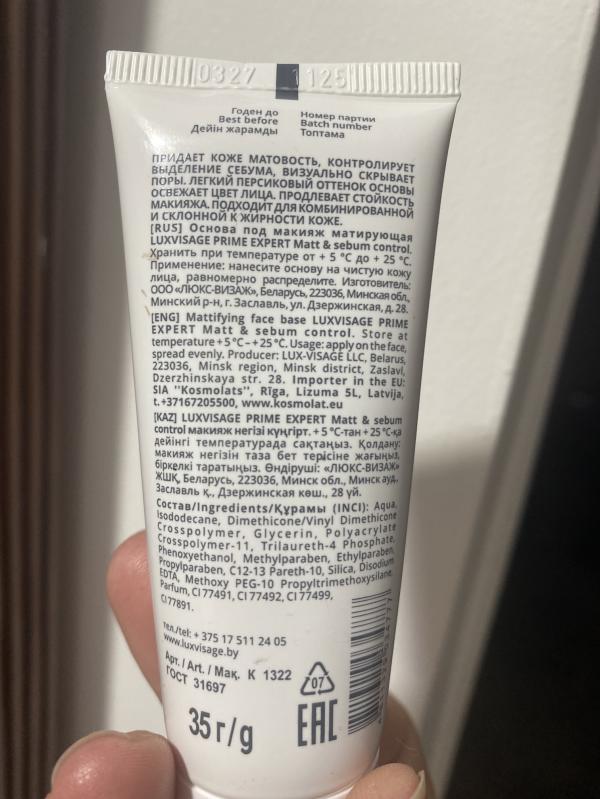 0327 1125
Годен до
Best before
Дейін жарамды
Номер партии
Batch number
Топтама
ПРИДАЕТ КОЖЕ МАТОВОСТЬ, КОНТРОЛИРУЕТ
ВЫДЕЛЕНИЕ СЕБУМА, ВИЗУАЛЬНО СКРЫВАЕТ
ПОРЫ. ЛЕГКИЙ ПЕРСИКОВЫЙ ОТТЕНОК ОСНОВЫ
ОСВЕЖАЕТ ЦВЕТ ЛИЦА. ПРОДЛЕВАЕТ СТОЙКОСТЬ
МАКИЯЖА. ПОДХОДИТ ДЛЯ КОМБИНИРОВАННОЙ
И СКЛОННОЙ К ЖИРНОСТИ КОЖЕ.
[RUS] Основа под макияж матирующая
LUXVISAGE PRIME EXPERT Matt & sebum control.
Хранить при температуре от + 5 °С до + 25 °С.
Применение: нанесите основу на чистую кожу
лица, равномерно распределите. Изготовитель:
ООО «ЛЮКС-ВИЗАЖ», Беларусь, 223036, Минская обл.,
Минский р-н, г. Заславль, ул. Дзержинская, д. 28.
[ENG] Mattifying face base LUXVISAGE PRIME
EXPERT Matt & sebum control. Store at
temperature + 5 °C – + 25 °C. Usage: apply on the face,
spread evenly. Producer: LUX-VISAGE LLC, Belarus,
223036, Minsk region, Minsk district, Zaslavl,
Dzerzhinskaya str. 28. Importer in the EU:
SIA "Kosmolats", Rīga, Lizuma 5L, Latvija,
t.+37167205500, www.kosmolat.eu
[KAZ] LUXVISAGE PRIME EXPERT Matt & sebum
control макияж негізі күңгірт. + 5 °С-тан + 25 °С-қа
дейінгі температурада сақтаңыз. Қолдану:
макияж негізін таза бет терісіне жағыңыз,
біркелкі таратыңыз. Өндіруші: «ЛЮКС-ВИЗАЖ»
ЖШҚ, Беларусь, 223036, Минск обл., Минск ауд.,
Заславль қ., Дзержинская көш., 28 үй.
Состав/Ingredients/Құрамы (INCI): Aqua,
Isododecane, Dimethicone/Vinyl Dimethicone
Crosspolymer, Glycerin, Polyacrylate
Crosspolymer-11, Trilaureth-4 Phosphate,
Phenoxyethanol, Methylparaben, Ethylparaben,
Propylparaben, C12-13 Pareth-10, Silica, Disodium
EDTA, Methoxy PEG-10 Propyltrimethoxysilane,
Parfum, CI 77491, CI 77492, CI 77499,
CI 77891.
тел./tel: + 375 17 511 24 05
www.luxvisage.by
Арт. / Art. / Мақ. К 1322
ГОСТ 31697
07
35 г/g
EAC